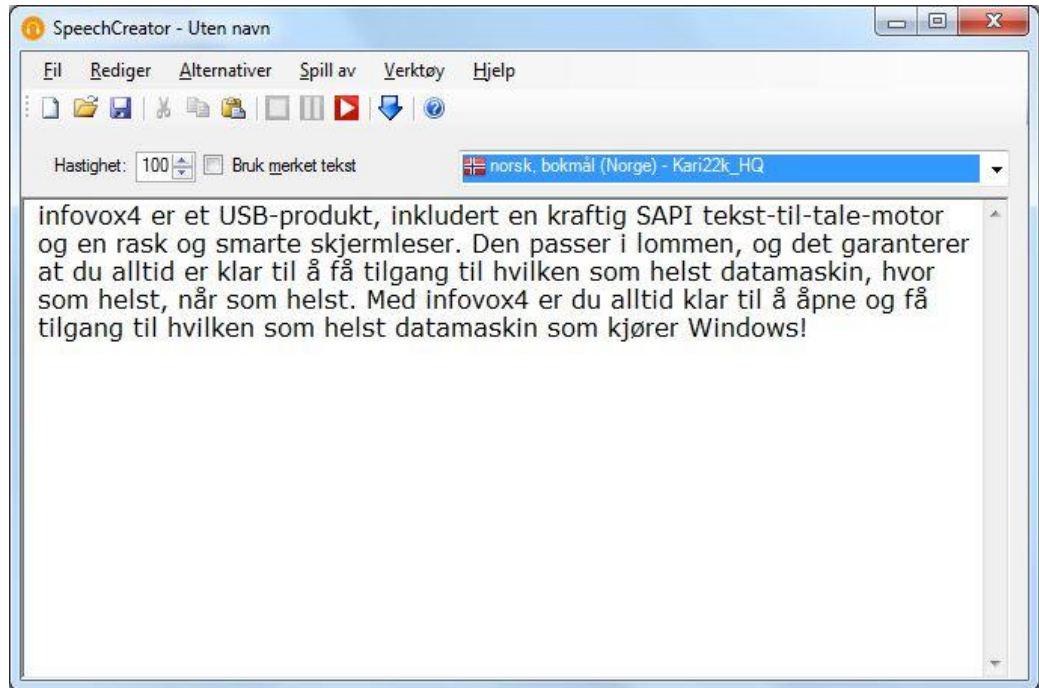 SpeechCreator - Uten navn
Fil Rediger Alternativer Spill av Verktøy Hjelp
Hastighet: 100 Bruk merket tekst norsk, bokmål (Norge) - Kari22k_HQ
infovox4 er et USB-produkt, inkludert en kraftig SAPI tekst-til-tale-motor
og en rask og smarte skjermleser. Den passer i lommen, og det garanterer
at du alltid er klar til å få tilgang til hvilken som helst datamaskin, hvor
som helst, når som helst. Med infovox4 er du alltid klar til å åpne og få
tilgang til hvilken som helst datamaskin som kjører Windows!